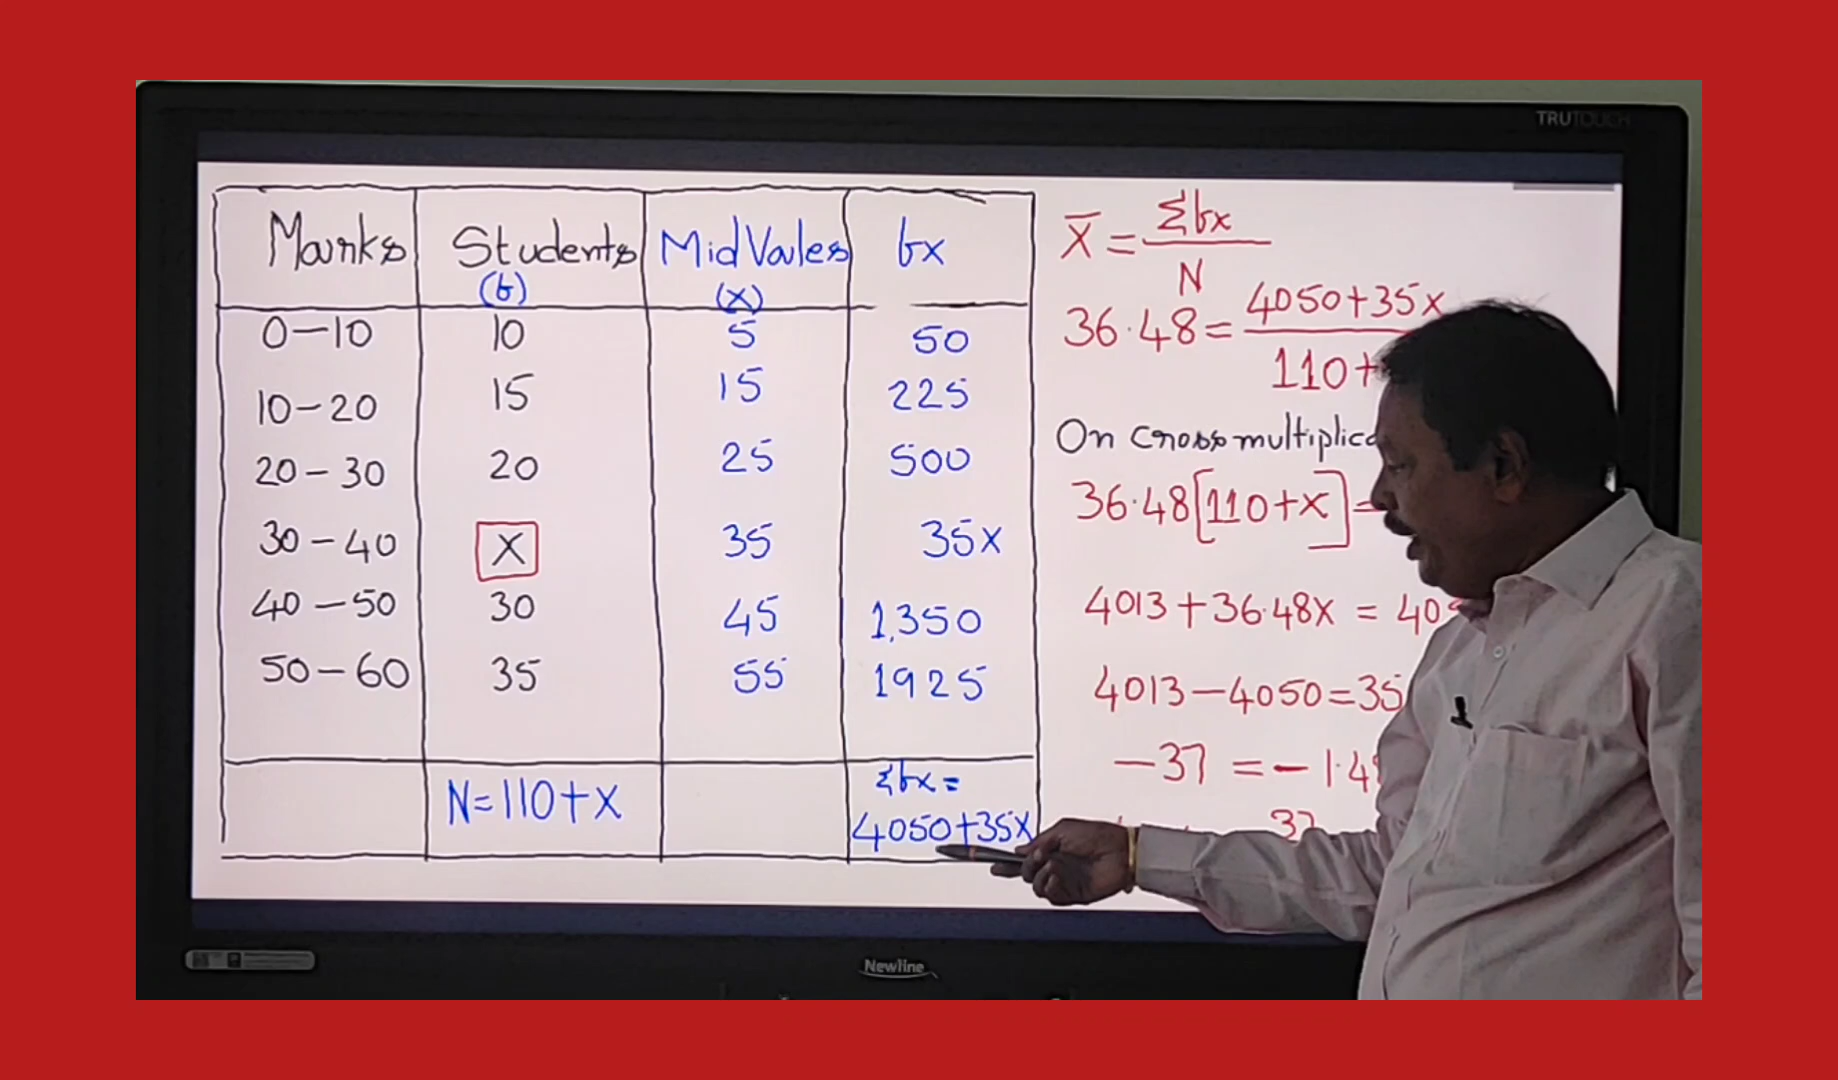 TRUTOUCH
Marks Students Mid Vales fx
(f) (x)
0-10 10 5 50
10-20 15 15 225
20-30 20 25 500
30-40 X 35 35x
40-50 30 45 1,350
50-60 35 55 1925
N=110+X Σfx=
4050+35X
X̄ = Σfx
N
36.48 = 4050+35x
110+
On cross
36.48[110+x] =
4013+36.48x =
4013-4050=35
-37 = -1.4
37
Newline